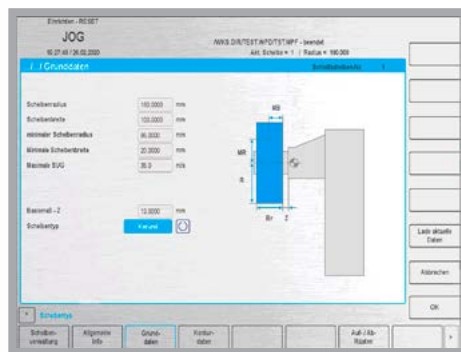 Einrichten - RESET
JOG
/WKS.DIR/TEST.WPD/TST.MPF - beendet
Akt. Scheibe = 1 / Radius = 100.000
/../ Grunddaten
1
Scheibenradius 100.0000 mm
Scheibenbreite 100.0000 mm
minimaler Scheibenradius mm
Minimale Scheibenbreite 20.0000 mm
Maximale SUG 35.0 m/s
Basismaß - Z 10.0000 mm
Scheibentyp Korund
MB
MR
R
Br Z
Lade aktuelle Daten
Abbrechen
OK
Scheibentyp
Scheiben-verwaltung
Allgemeine Info
Grund-daten
Kontur-daten
Auf- / Ab-Rüsten